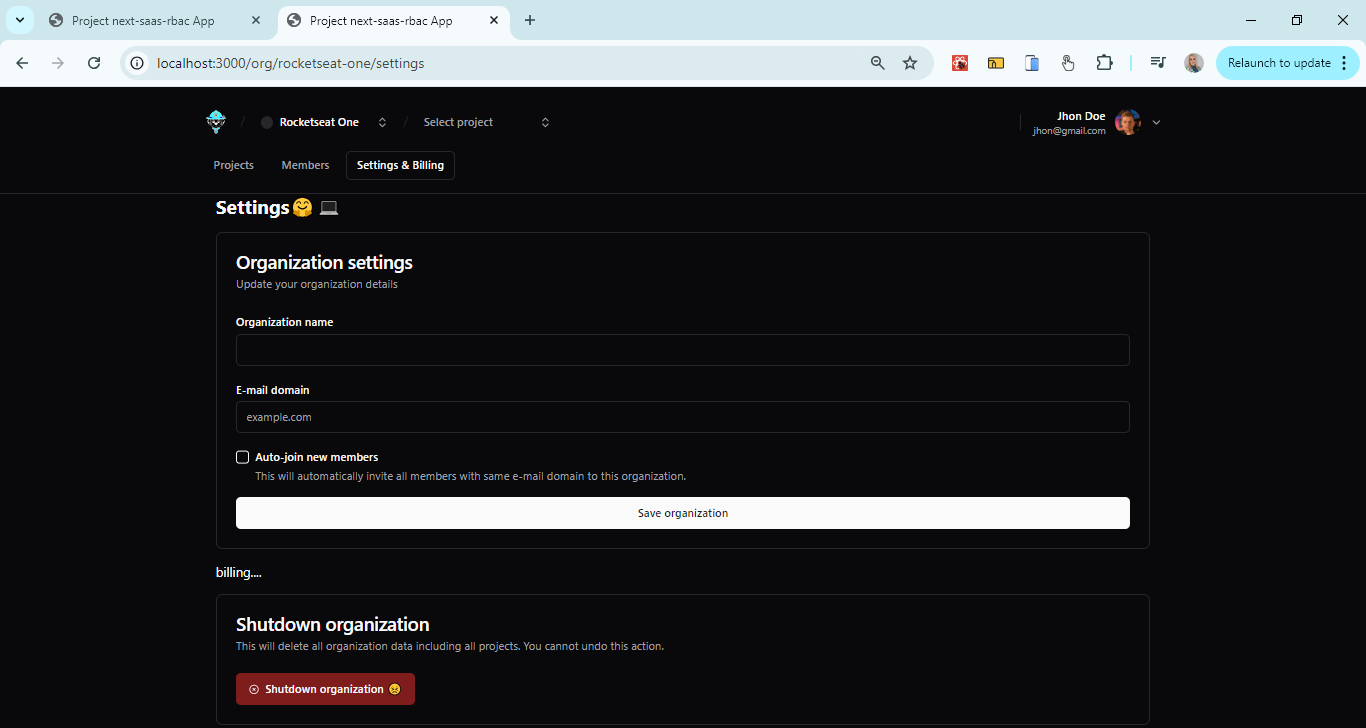 Project next-saas-rbac App
Project next-saas-rbac App
localhost:3000/org/rocketseat-one/settings
Relaunch to update
/ Rocketseat One / Select project
Jhon Doe
jhon@gmail.com
Projects Members Settings & Billing
Settings🤗 💻
Organization settings
Update your organization details
Organization name
E-mail domain
example.com
Auto-join new members
This will automatically invite all members with same e-mail domain to this organization.
Save organization
billing....
Shutdown organization
This will delete all organization data including all projects. You cannot undo this action.
Shutdown organization 😡